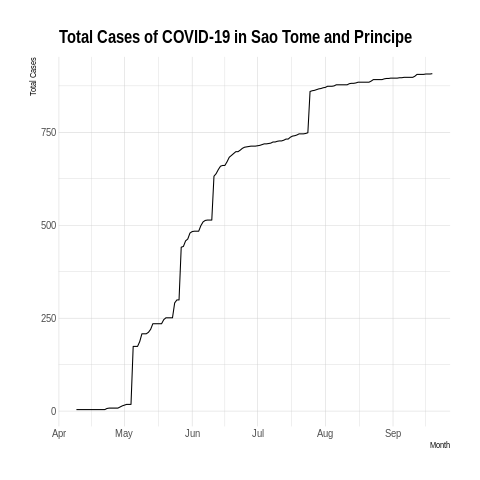 Total Cases of COVID-19 in Sao Tome and Principe
Total Cases
750
500
250
0
Apr May Jun Jul Aug Sep
Month